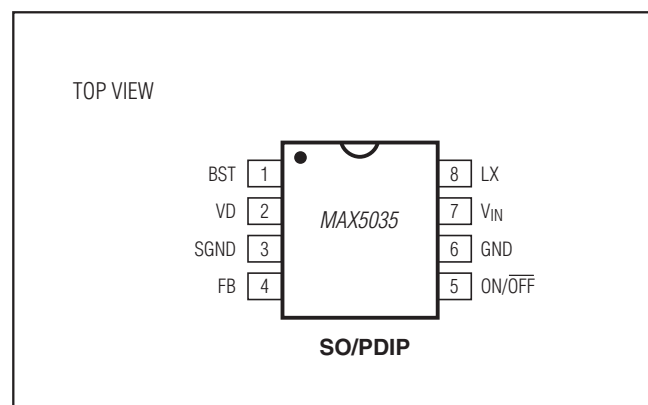 TOP VIEW
BST 1
VD 2
SGND 3
FB 4
MAX5035
8 LX
7 VIN
6 GND
5 ON/O̅F̅F̅
SO/PDIP